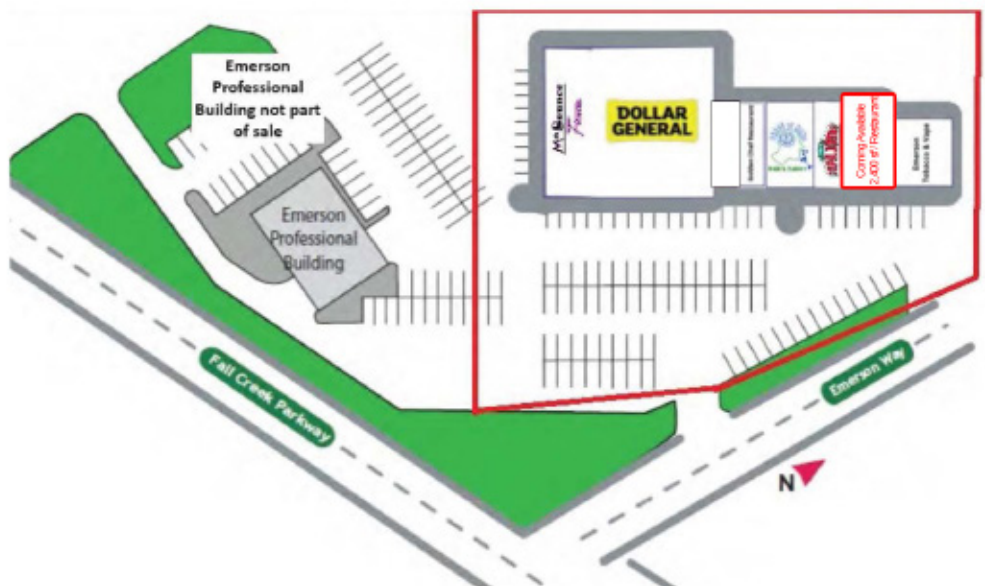 Emerson
Professional
Building not part
of sale
DOLLAR
GENERAL
Coming Available
2,400 sf / Restaurant
Emerson
Tobacco & Vape
Emerson
Professional
Building
Fall Creek Parkway
Emerson Way
N